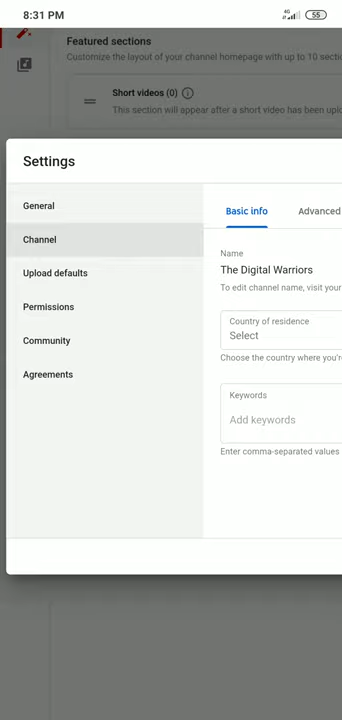 8:31 PM
4G
55
Featured sections
Customize the layout of your channel homepage with up to 10 section
Short videos (0)
This section will appear after a short video has been
Settings
General
Basic info
Advanced
Channel
Name
Upload defaults
The Digital Warriors
To edit channel name, visit your
Permissions
Country of residence
Select
Community
Choose the country where you're
Agreements
Keywords
Add keywords
Enter comma-separated values